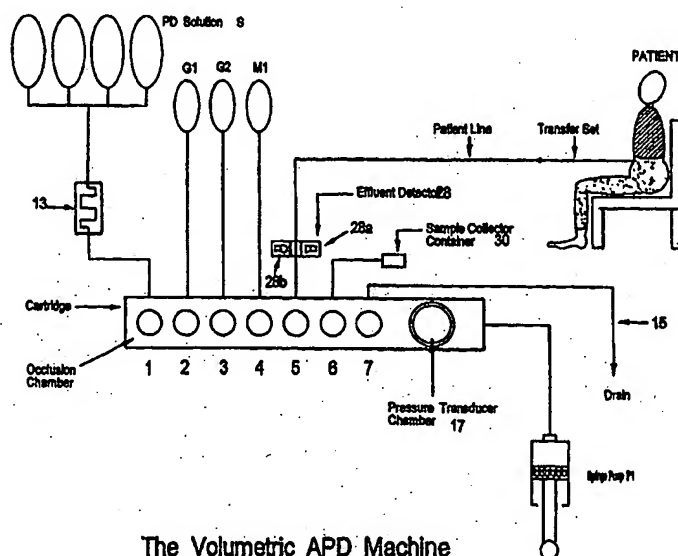 PD Solution S
G1
G2
M1
PATIENT
Patient Line
Transfer Set
13
Effluent Detector 28
28a
28b
Sample Collector
Container 30
Cartridge
15
Occlusion
Chamber
1 2 3 4 5 6 7
Pressure Transducer
Chamber 17
Drain
Pump P1
The Volumetric APD Machine